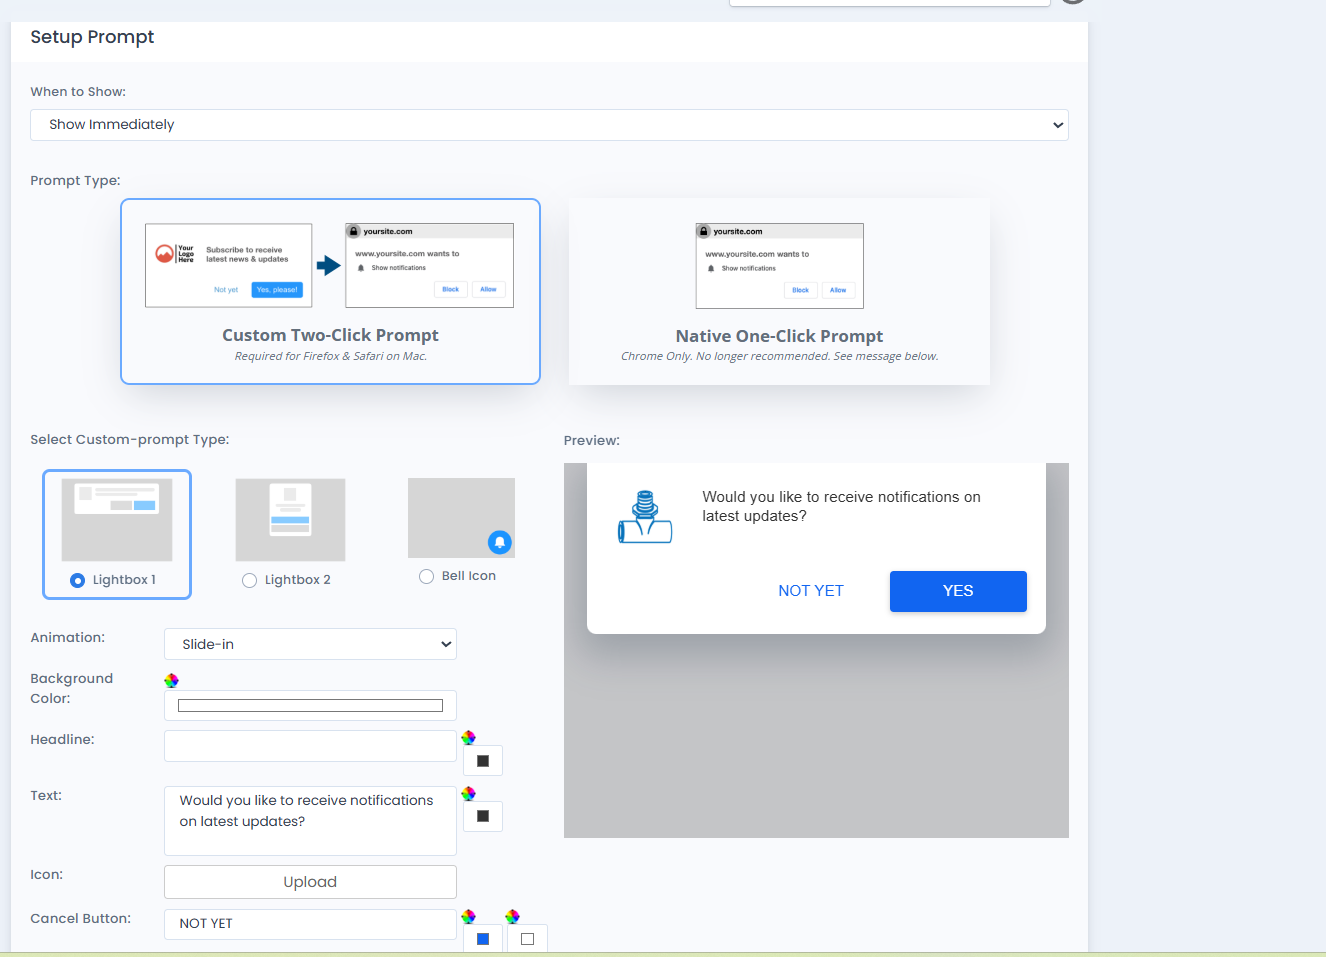 Setup Prompt
When to Show:
Show Immediately
Prompt Type:
Your
Logo
Here
Subscribe to receive
latest news & updates
Not yet
Yes, please!
yoursite.com
www.yoursite.com wants to
Show notifications
Block
Allow
Custom Two-Click Prompt
Required for Firefox & Safari on Mac.
yoursite.com
www.yoursite.com wants to
Show notifications
Block
Allow
Native One-Click Prompt
Chrome Only. No longer recommended. See message below.
Select Custom-prompt Type:
Lightbox 1
Lightbox 2
Bell Icon
Preview:
Would you like to receive notifications on
latest updates?
NOT YET
YES
Animation:
Slide-in
Background
Color:
Headline:
Text:
Would you like to receive notifications
on latest updates?
Icon:
Upload
Cancel Button:
NOT YET